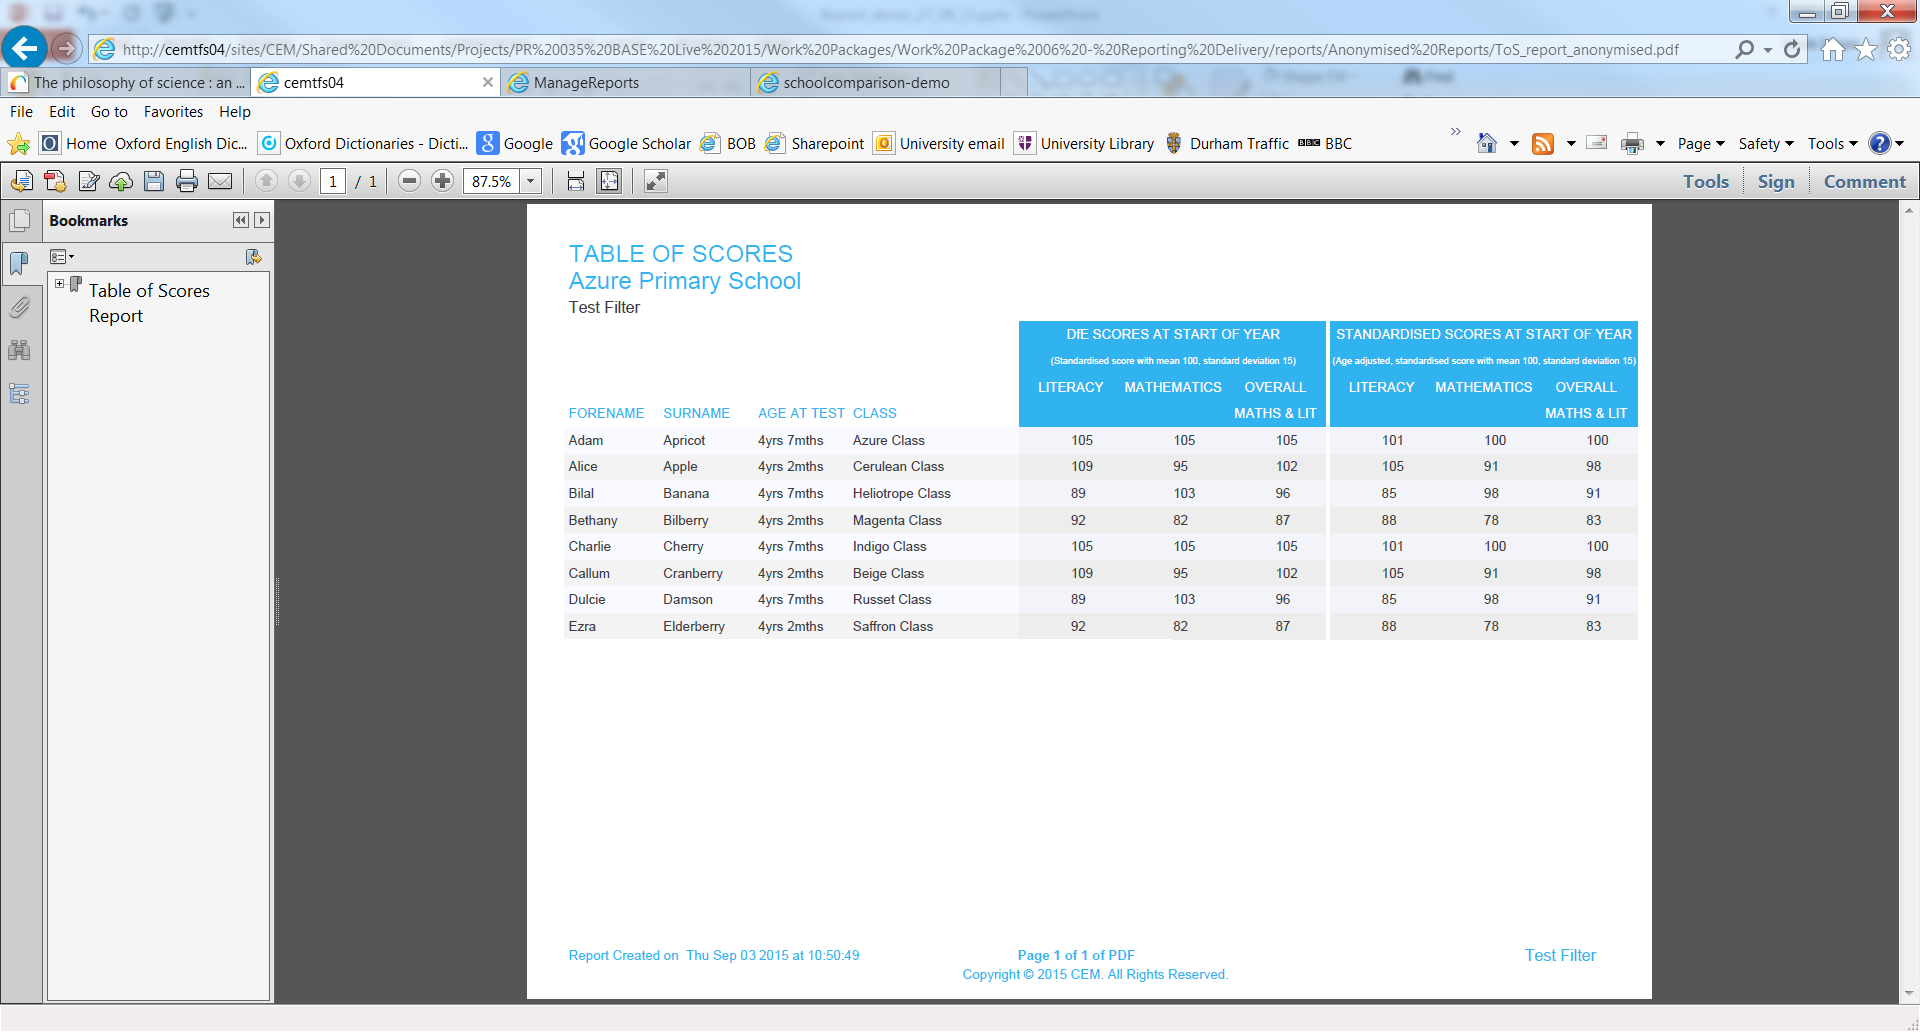 http://cemtfs04/sites/CEM/Shared%20Documents/Projects/PR%20035%20BASE%20Live%202015/Work%20Packages/Work%20Package%2006%20-%20Reporting%20Delivery/reports/Anonymised%20Reports/ToS_report_anonymised.pdf
The philosophy of science : an ... cemtfs04 ManageReports schoolcomparison-demo
File Edit Go to Favorites Help
Home Oxford English Dic... Oxford Dictionaries - Dicti... Google Google Scholar BOB Sharepoint University email University Library Durham Traffic BBC BBC » Page Safety Tools
1 / 1 87.5% Tools Sign Comment
Bookmarks
Table of Scores
Report
TABLE OF SCORES
Azure Primary School
Test Filter
DfE SCORES AT START OF YEAR STANDARDISED SCORES AT START OF YEAR
(Standardised score with mean 100, standard deviation 15) (Age adjusted, standardised score with mean 100, standard deviation 15)
LITERACY MATHEMATICS OVERALL LITERACY MATHEMATICS OVERALL
FORENAME SURNAME AGE AT TEST CLASS MATHS & LIT MATHS & LIT
Adam Apricot 4yrs 7mths Azure Class 105 105 105 101 100 100
Alice Apple 4yrs 2mths Cerulean Class 109 95 102 105 91 98
Bilal Banana 4yrs 7mths Heliotrope Class 89 103 96 85 98 91
Bethany Bilberry 4yrs 2mths Magenta Class 92 82 87 88 78 83
Charlie Cherry 4yrs 7mths Indigo Class 105 105 105 101 100 100
Callum Cranberry 4yrs 2mths Beige Class 109 95 102 105 91 98
Dulcie Damson 4yrs 7mths Russet Class 89 103 96 85 98 91
Ezra Elderberry 4yrs 2mths Saffron Class 92 82 87 88 78 83
Report Created on Thu Sep 03 2015 at 10:50:49 Page 1 of 1 of PDF Test Filter
Copyright © 2015 CEM. All Rights Reserved.